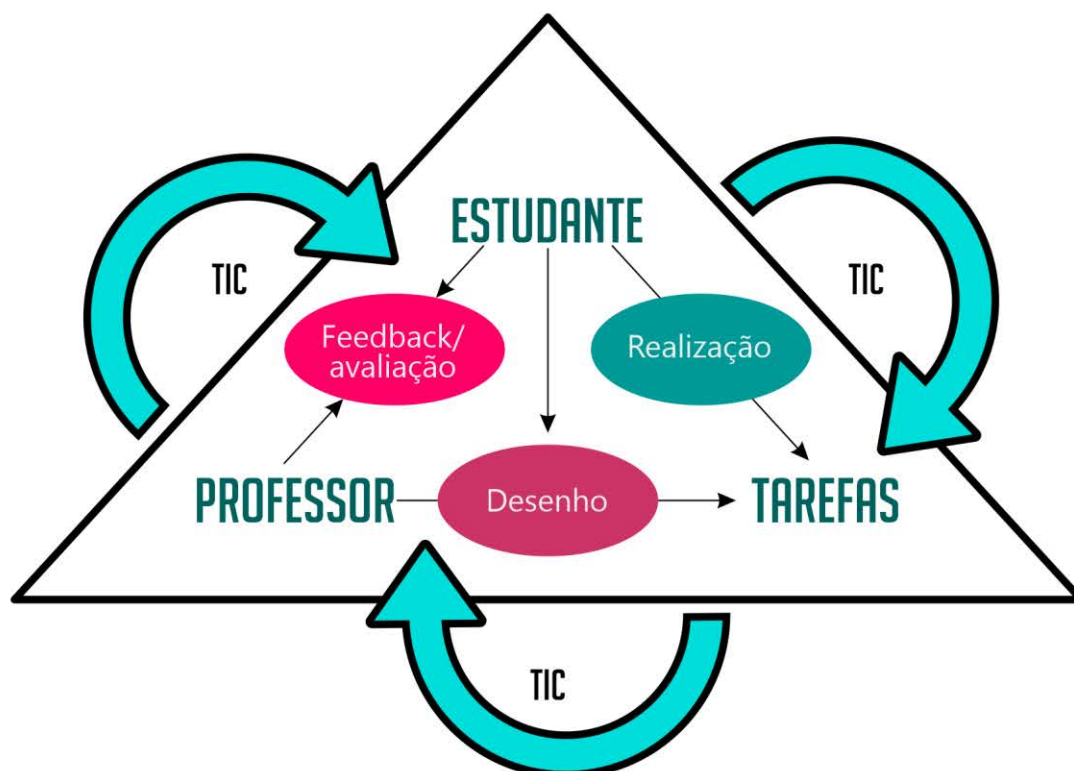 ESTUDANTE
TIC
TIC
Feedback/
avaliação
Realização
PROFESSOR
Desenho
TAREFAS
TIC